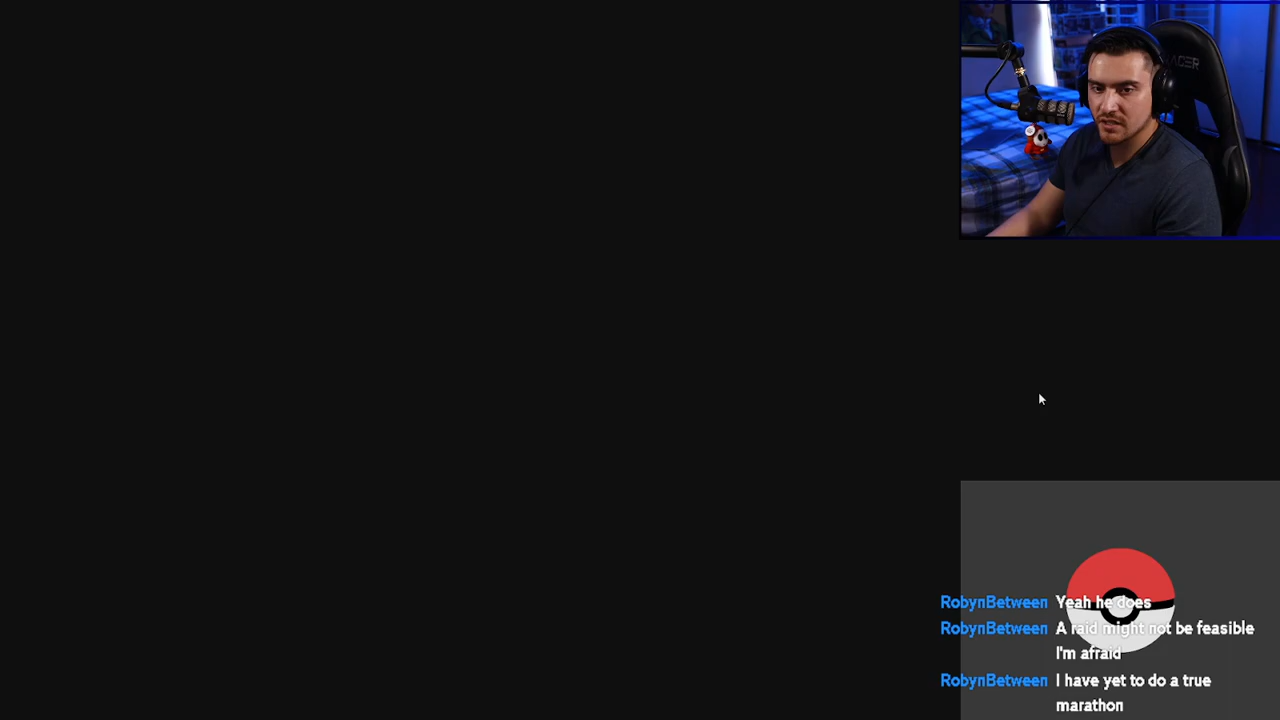 RobynBetween Yeah he does
RobynBetween A raid might not be feasible
I'm afraid
RobynBetween I have yet to do a true
marathon